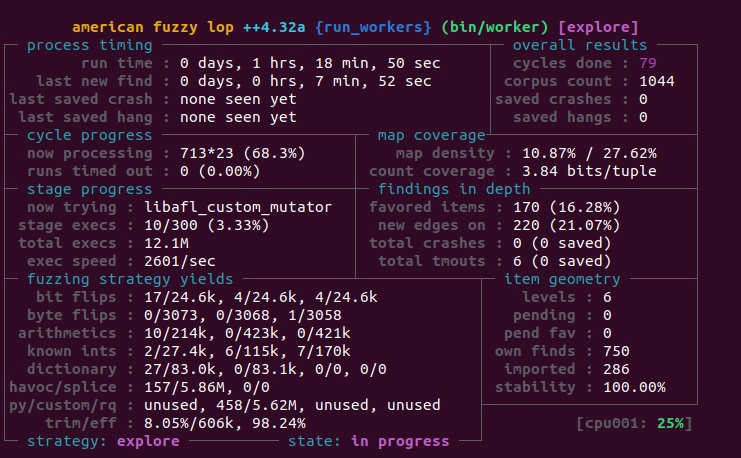 american fuzzy lop ++4.32a {run_workers} (bin/worker) [explore]
process timing overall results
run time : 0 days, 1 hrs, 18 min, 50 sec cycles done : 79
last new find : 0 days, 0 hrs, 7 min, 52 sec corpus count : 1044
last saved crash : none seen yet saved crashes : 0
last saved hang : none seen yet saved hangs : 0
cycle progress map coverage
now processing : 713*23 (68.3%) map density : 10.87% / 27.62%
runs timed out : 0 (0.00%) count coverage : 3.84 bits/tuple
stage progress findings in depth
now trying : libafl_custom_mutator favored items : 170 (16.28%)
stage execs : 10/300 (3.33%) new edges on : 220 (21.07%)
total execs : 12.1M total crashes : 0 (0 saved)
exec speed : 2601/sec total tmouts : 6 (0 saved)
fuzzing strategy yields item geometry
bit flips : 17/24.6k, 4/24.6k, 4/24.6k levels : 6
byte flips : 0/3073, 0/3068, 1/3058 pending : 0
arithmetics : 10/214k, 0/423k, 0/421k pend fav : 0
known ints : 2/27.4k, 6/115k, 7/170k own finds : 750
dictionary : 27/83.0k, 0/83.1k, 0/0, 0/0 imported : 286
havoc/splice : 157/5.86M, 0/0 stability : 100.00%
py/custom/rq : unused, 458/5.62M, unused, unused
trim/eff : 8.05%/606k, 98.24% [cpu001: 25%]
strategy: explore state: in progress